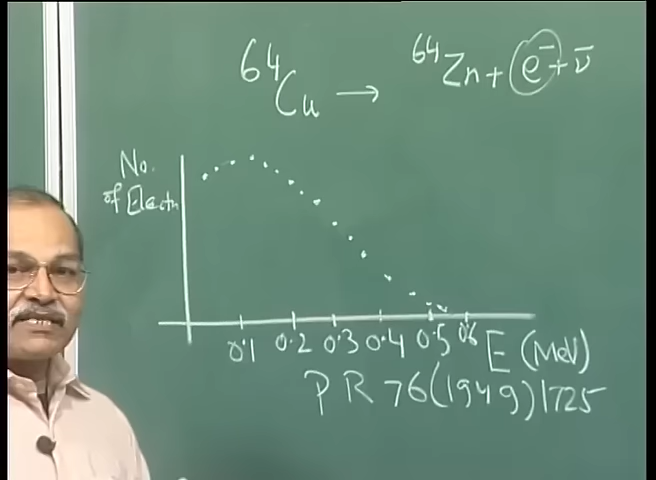 ⁶⁴Cu → ⁶⁴Zn + e⁻ + ν̄
No.
of Electn
0.1 0.2 0.3 0.4 0.5 0.6 E (MeV)
PR 76 (1949) 1725